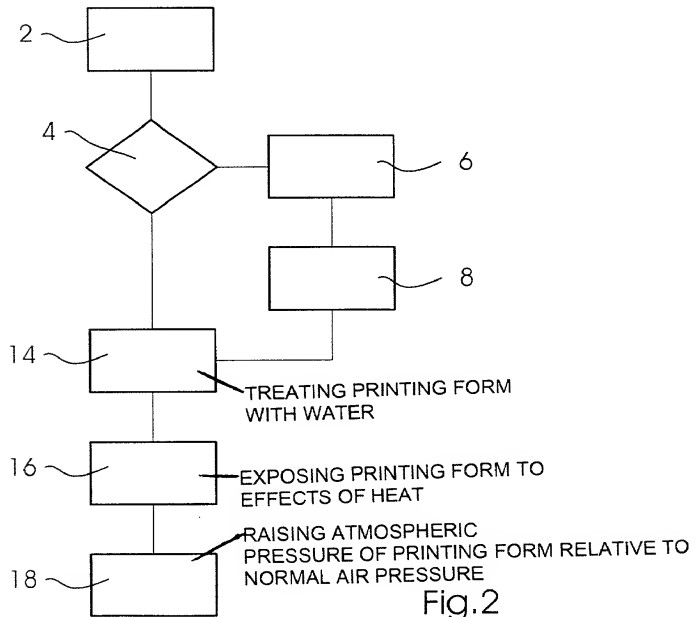 2
4
6
8
14
TREATING PRINTING FORM
WITH WATER
16
EXPOSING PRINTING FORM TO
EFFECTS OF HEAT
RAISING ATMOSPHERIC
PRESSURE OF PRINTING FORM RELATIVE TO
NORMAL AIR PRESSURE
18
Fig.2